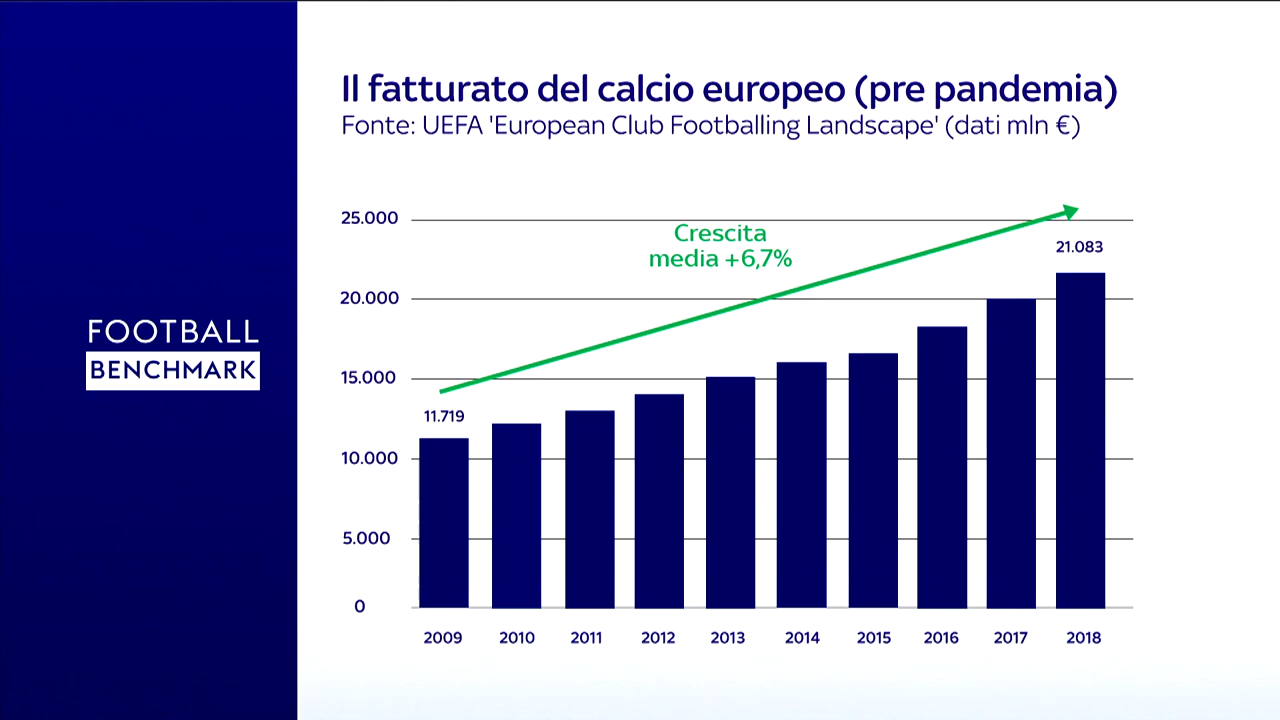 Il fatturato del calcio europeo (pre pandemia)
Fonte: UEFA 'European Club Footballing Landscape' (dati mln €)
FOOTBALL
BENCHMARK
Crescita
media +6,7%
25.000
20.000
15.000
10.000
5.000
0
11.719
21.083
2009 2010 2011 2012 2013 2014 2015 2016 2017 2018